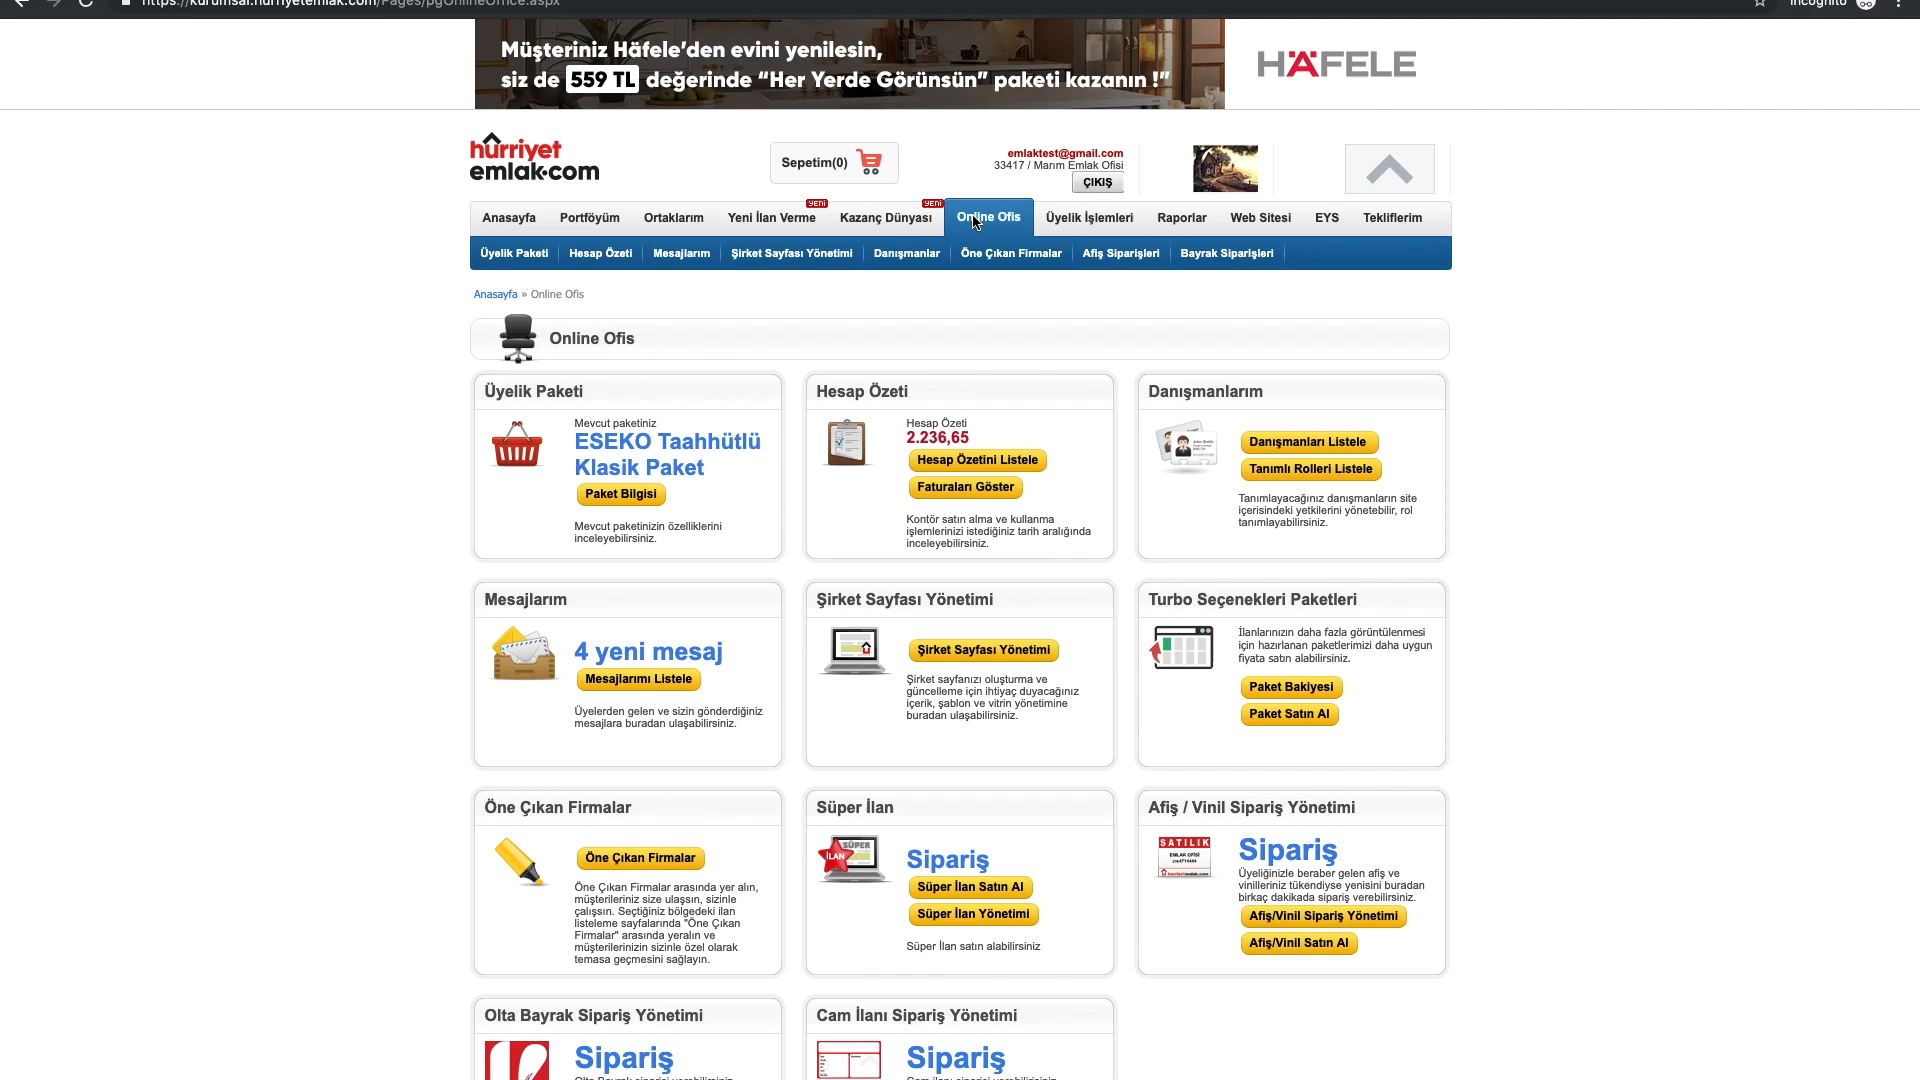 https://kurumsal.hurriyetemlak.com/Pages/pgOnlineOffice.aspx
Incognito
Müşteriniz Häfele’den evini yenilesin,
siz de 559 TL değerinde “Her Yerde Görünsün” paketi kazanın !”
HÄFELE
hürriyet
emlak.com
Sepetim(0)
emlaktest@gmail.com
33417 / Marım Emlak Ofisi
ÇIKIŞ
YENİ YENİ
Anasayfa Portföyüm Ortaklarım Yeni İlan Verme Kazanç Dünyası Online Ofis Üyelik İşlemleri Raporlar Web Sitesi EYS Tekliflerim
Üyelik Paketi Hesap Özeti Mesajlarım Şirket Sayfası Yönetimi Danışmanlar Öne Çıkan Firmalar Afiş Siparişleri Bayrak Siparişleri
Anasayfa » Online Ofis
Online Ofis
Üyelik Paketi
Mevcut paketiniz
ESEKO Taahhütlü
Klasik Paket
Paket Bilgisi
Mevcut paketinizin özelliklerini
inceleyebilirsiniz.
Hesap Özeti
Hesap Özeti
2.236,65
Hesap Özetini Listele
Faturaları Göster
Kontör satın alma ve kullanma
işlemlerinizi istediğiniz tarih aralığında
inceleyebilirsiniz.
Danışmanlarım
Danışmanları Listele
Tanımlı Rolleri Listele
Tanımlayacağınız danışmanların site
içerisindeki yetkilerini yönetebilir, rol
tanımlayabilirsiniz.
Mesajlarım
4 yeni mesaj
Mesajlarımı Listele
Üyelerden gelen ve sizin gönderdiğiniz
mesajlara buradan ulaşabilirsiniz.
Şirket Sayfası Yönetimi
Şirket Sayfası Yönetimi
Şirket sayfanızı oluşturma ve
güncelleme için ihtiyaç duyacağınız
içerik, şablon ve vitrin yönetimine
buradan ulaşabilirsiniz.
Turbo Seçenekleri Paketleri
İlanlarınızın daha fazla görüntülenmesi
için hazırlanan paketlerimizi daha uygun
fiyata satın alabilirsiniz.
Paket Bakiyesi
Paket Satın Al
Öne Çıkan Firmalar
Öne Çıkan Firmalar
Öne Çıkan Firmalar arasında yer alın,
müşterileriniz size ulaşsın, sizinle
çalışsın. Seçtiğiniz bölgedeki ilan
listeleme sayfalarında "Öne Çıkan
Firmalar" arasında yeralın ve
müşterilerinizin sizinle özel olarak
temasa geçmesini sağlayın.
Süper İlan
SÜPER
İLAN
Sipariş
Süper İlan Satın Al
Süper İlan Yönetimi
Süper İlan satın alabilirsiniz
Afiş / Vinil Sipariş Yönetimi
SATILIK
EMLAK OFİSİ
Sipariş
Üyeliğinizle beraber gelen afiş ve
vinilleriniz tükendiyse yenisini buradan
birkaç dakikada sipariş verebilirsiniz.
Afiş/Vinil Sipariş Yönetimi
Afiş/Vinil Satın Al
Olta Bayrak Sipariş Yönetimi
Sipariş
Olta Bayrak siparişi verebilirsiniz
Cam İlanı Sipariş Yönetimi
Sipariş
Cam ilanı siparişi verebilirsiniz